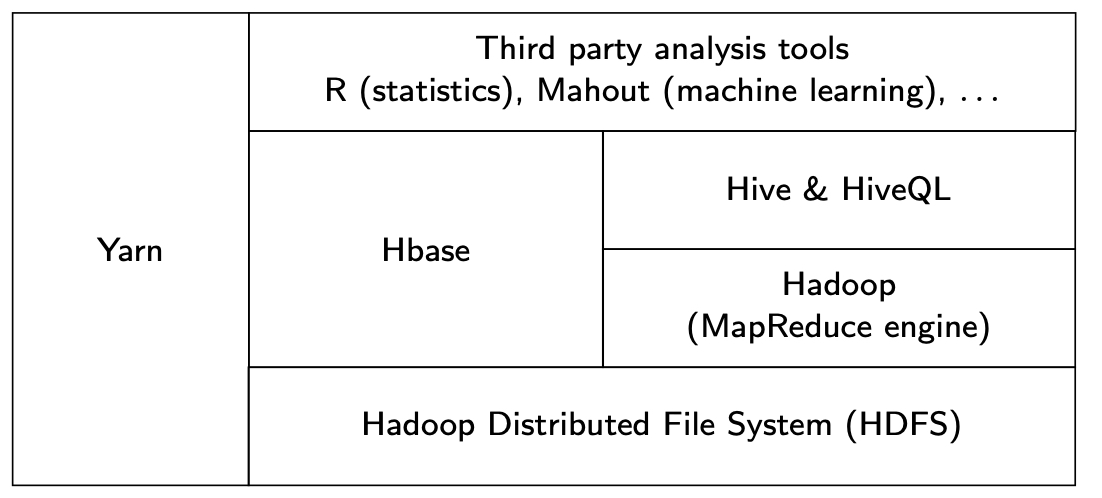 Third party analysis tools
R (statistics), Mahout (machine learning), ...
Yarn
Hbase
Hive & HiveQL
Hadoop
(MapReduce engine)
Hadoop Distributed File System (HDFS)